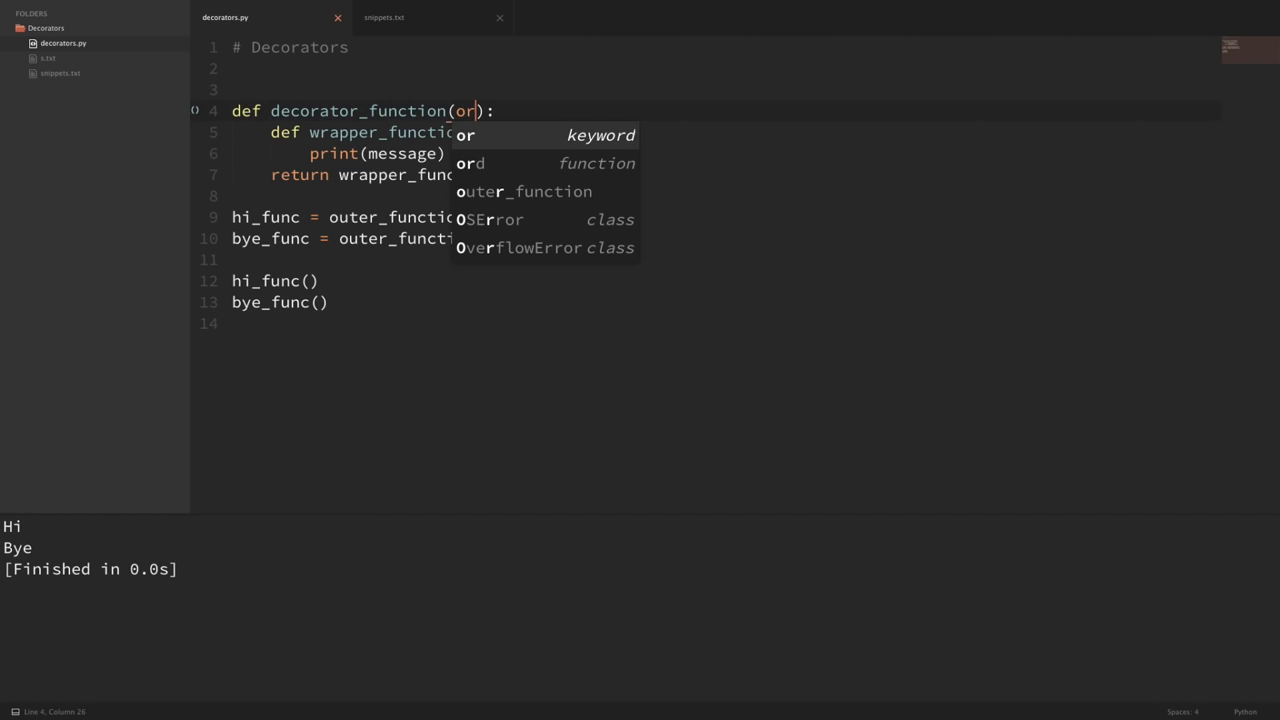 FOLDERS
Decorators
decorators.py
s.txt
snippets.txt
decorators.py
snippets.txt
1 # Decorators
2
3
4 def decorator_function(or):
5 def wrapper_functio
6 print(message)
7 return wrapper_func
8
9 hi_func = outer_functio
10 bye_func = outer_functi
11
12 hi_func()
13 bye_func()
14
or keyword
ord function
outer_function
OSError class
OverflowError class
Hi
Bye
[Finished in 0.0s]
Line 4, Column 26
Spaces: 4
Python